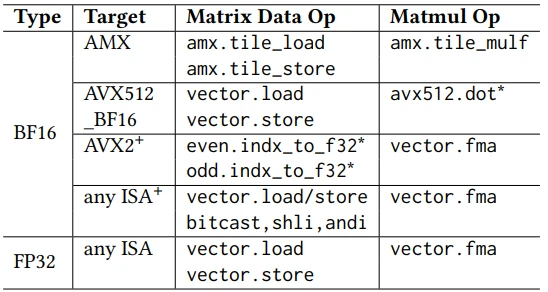 Type Target Matrix Data Op Matmul Op
AMX amx.tile_load amx.tile_mulf
amx.tile_store
AVX512 vector.load avx512.dot*
_BF16 vector.store
BF16
AVX2+ even.indx_to_f32* vector.fma
odd.indx_to_f32*
any ISA+ vector.load/store vector.fma
bitcast,shli,andi
FP32 any ISA vector.load vector.fma
vector.store